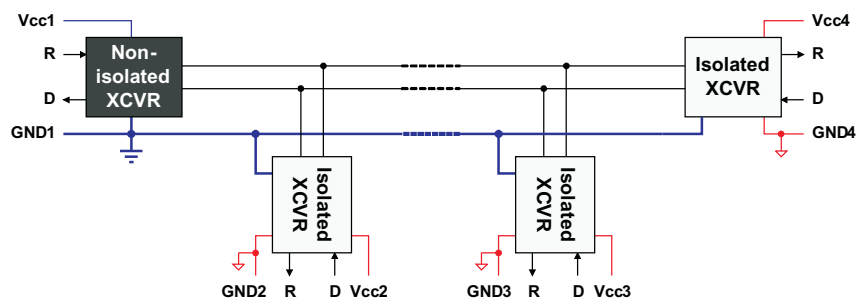 Vcc1
Vcc4
R
Non-
isolated
XCVR
Isolated
XCVR
R
D
D
GND1
GND4
Isolated
XCVR
Isolated
XCVR
GND2 R D Vcc2
GND3 R D Vcc3